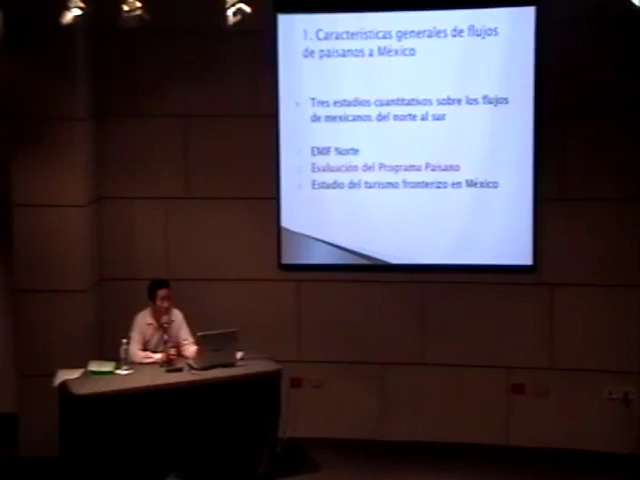 1. Características generales de flujos
de paisanos a México
Tres estudios cuantitativos sobre los flujos
de mexicanos del norte al sur
EMIF Norte
Evaluación del Programa Paisano
Estudio del turismo fronterizo en México